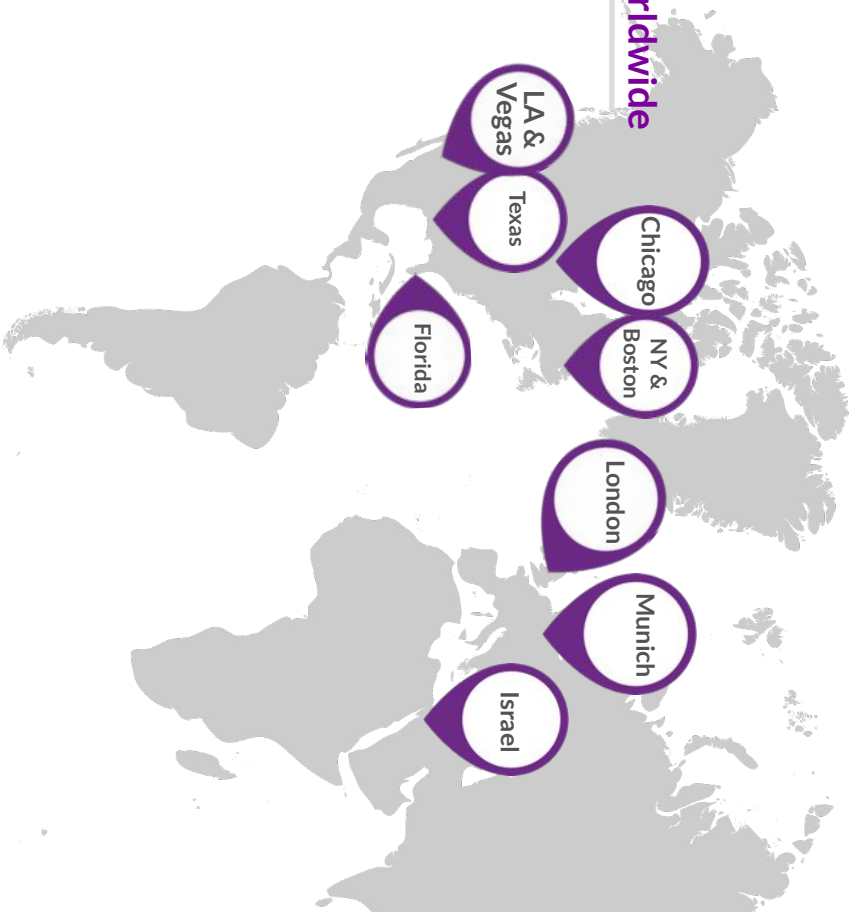 rldwide
LA &
Vegas
Texas
Chicago
NY &
Boston
Florida
London
Munich
Israel